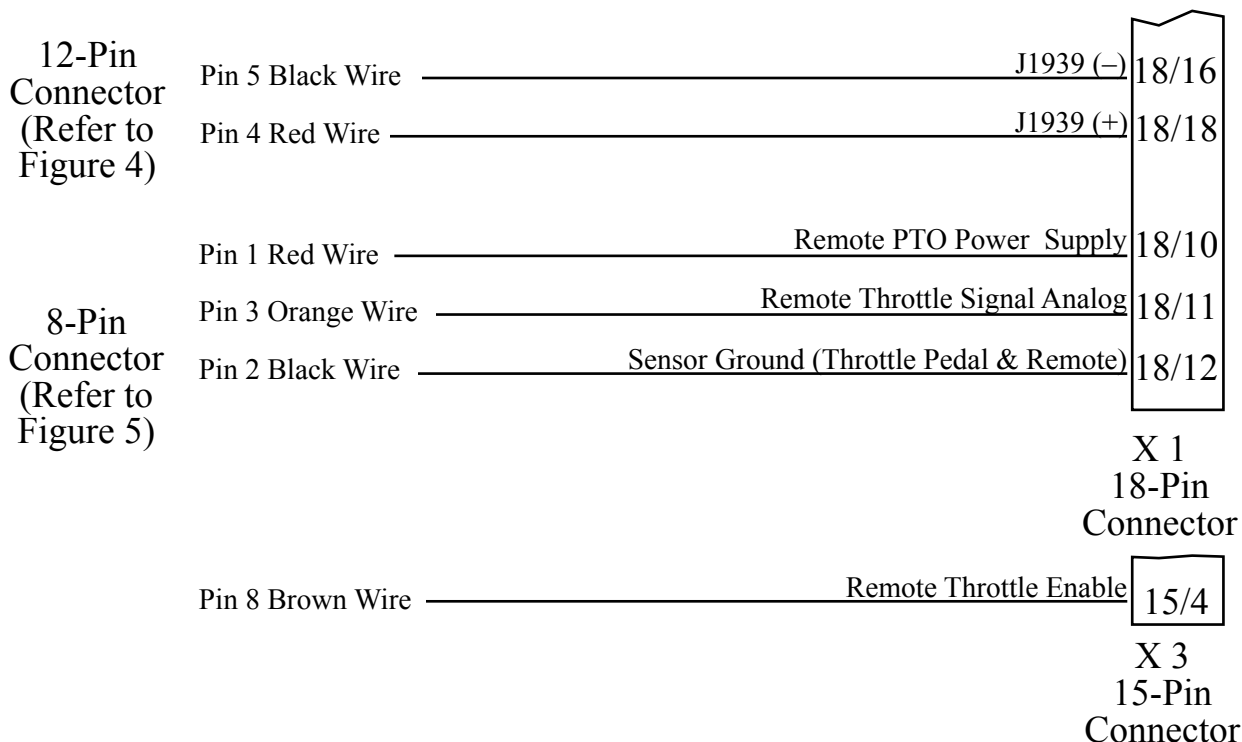 12-Pin
Connector
(Refer to
Figure 4)
Pin 5 Black Wire J1939 (–) 18/16
Pin 4 Red Wire J1939 (+) 18/18
8-Pin
Connector
(Refer to
Figure 5)
Pin 1 Red Wire Remote PTO Power Supply 18/10
Pin 3 Orange Wire Remote Throttle Signal Analog 18/11
Pin 2 Black Wire Sensor Ground (Throttle Pedal & Remote) 18/12
X 1
18-Pin
Connector
Pin 8 Brown Wire Remote Throttle Enable 15/4
X 3
15-Pin
Connector